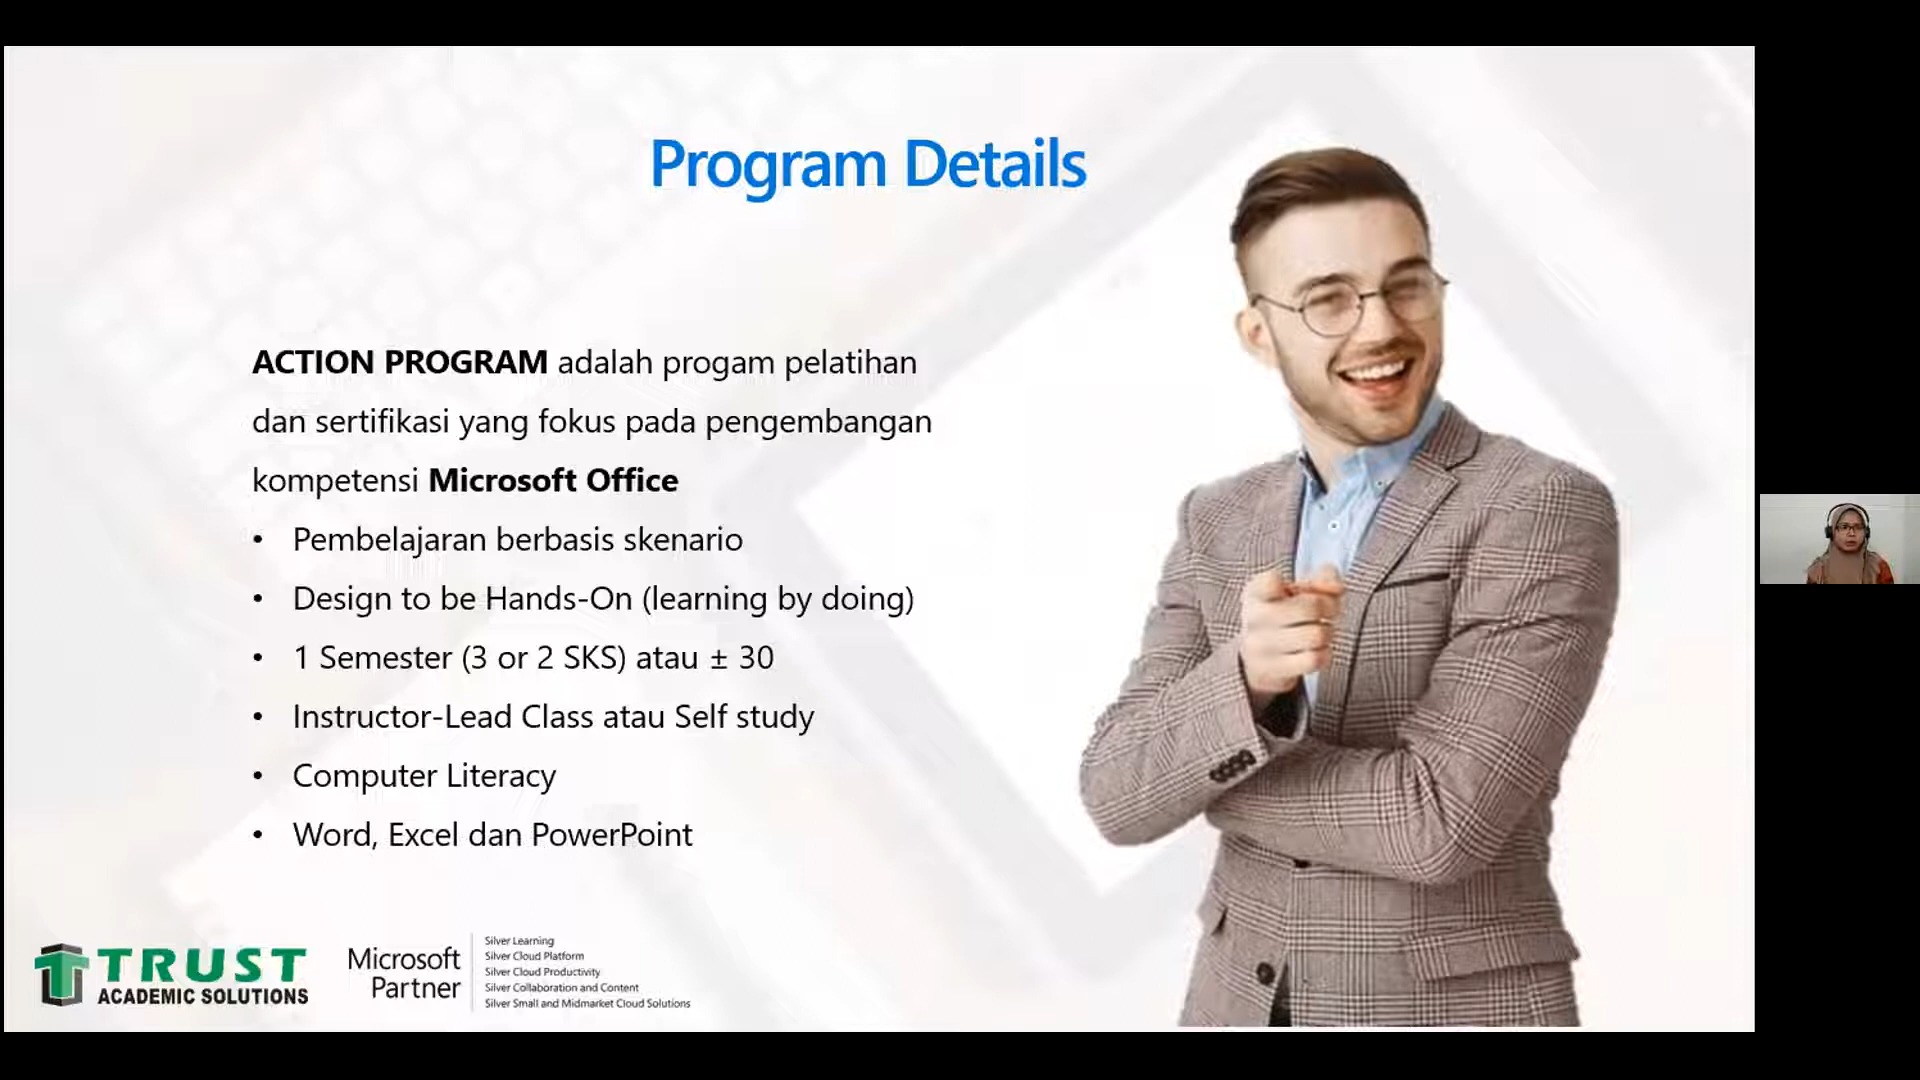 Program Details
ACTION PROGRAM adalah progam pelatihan
dan sertifikasi yang fokus pada pengembangan
kompetensi Microsoft Office
• Pembelajaran berbasis skenario
• Design to be Hands-On (learning by doing)
• 1 Semester (3 or 2 SKS) atau ± 30
• Instructor-Lead Class atau Self study
• Computer Literacy
• Word, Excel dan PowerPoint
TRUST
ACADEMIC SOLUTIONS
Microsoft
Partner
Silver Learning
Silver Cloud Platform
Silver Cloud Productivity
Silver Collaboration and Content
Silver Small and Midmarket Cloud Solutions